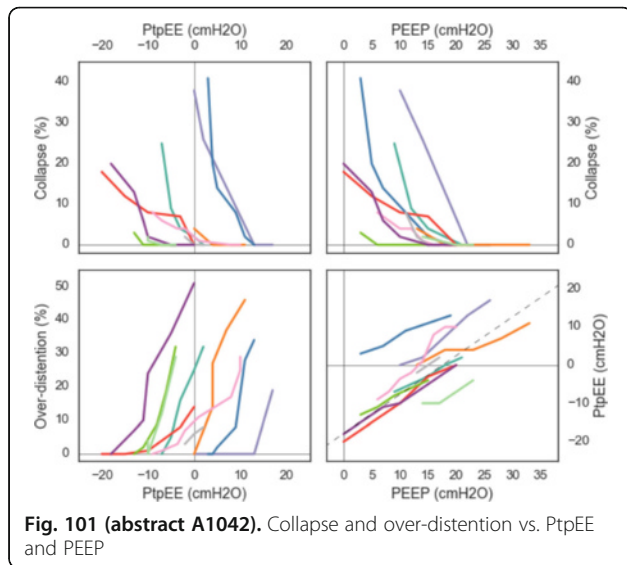 PtpEE (cmH2O)
PEEP (cmH2O)
−20 −10 0 10 20
0 5 10 15 20 25 30 35
Collapse (%)
40
30
20
10
0
40
30
20
10
0
Collapse (%)
Over-distention (%)
50
40
30
20
10
0
20
10
0
−10
−20
PtpEE (cmH2O)
−20 −10 0 10 20
0 5 10 15 20 25 30 35
PtpEE (cmH2O)
PEEP (cmH2O)
Fig. 101 (abstract A1042). Collapse and over-distention vs. PtpEE
and PEEP